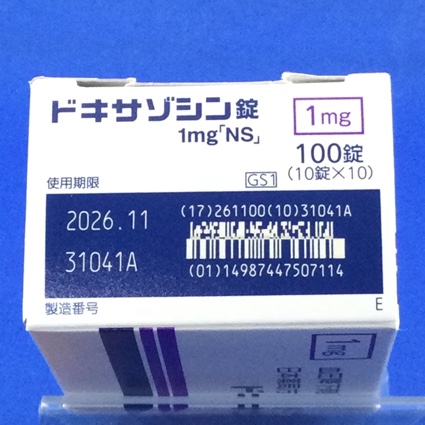 ドキサゾシン錠
1mg「NS」
1mg
100錠
(10錠×10)
使用期限
GS1
2026.11
(17)261100(10)31041A
31041A
(01)14987447507114
製造番号
E
1mg